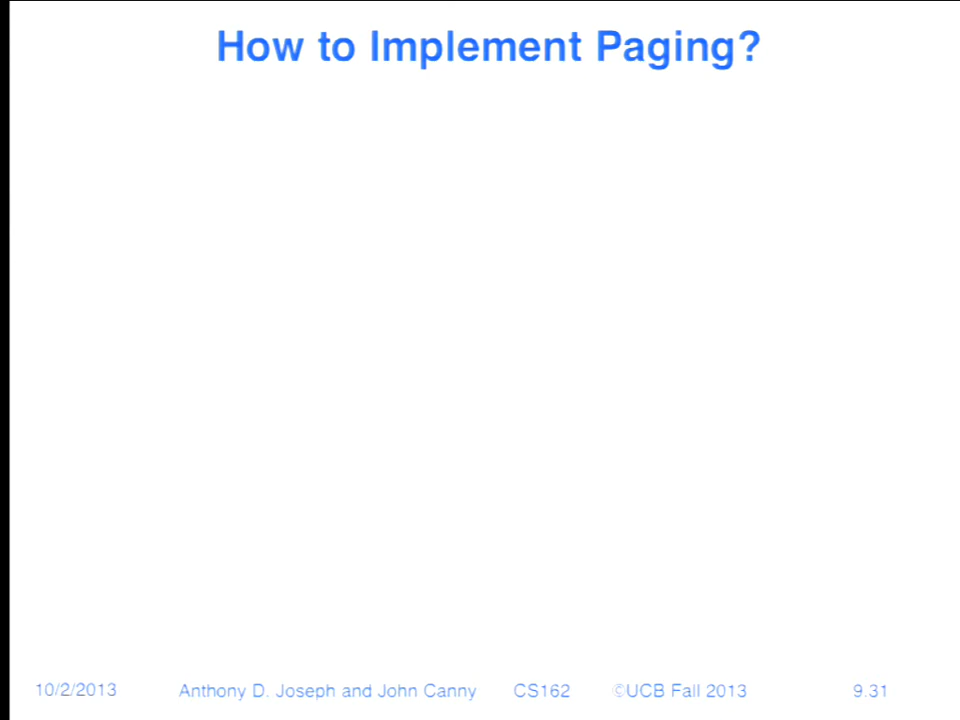 How to Implement Paging?
10/2/2013 Anthony D. Joseph and John Canny CS162 ©UCB Fall 2013 9.31